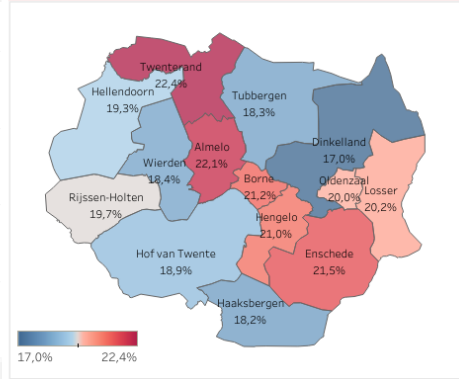 Twenterand
22,4%
Hellendoorn
19,3%
Tubbergen
18,3%
Dinkelland
17,0%
Almelo
22,1%
Wierden
18,4%
Borne
21,2%
Oldenzaal
20,0%
Losser
20,2%
Rijssen-Holten
19,7%
Hengelo
21,0%
Hof van Twente
18,9%
Enschede
21,5%
Haaksbergen
18,2%
17,0%
22,4%